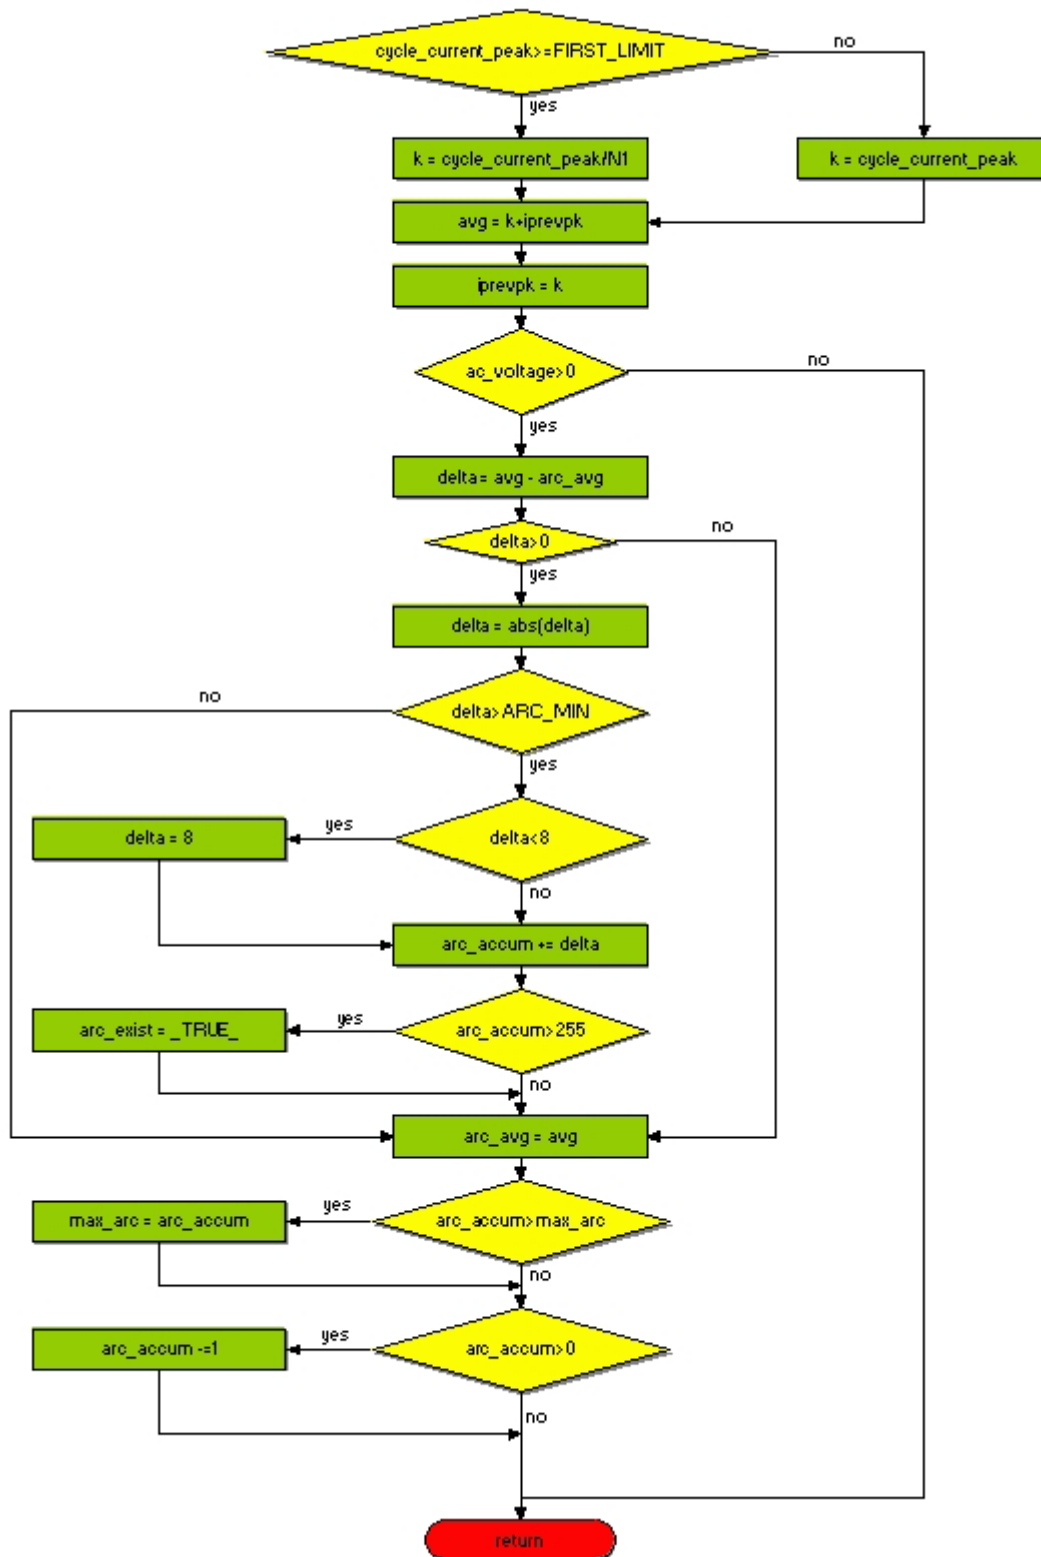 cycle_current_peak>=FIRST_LIMIT
no
yes
k = cycle_current_peak/N1
k = cycle_current_peak
avg = k+iprevpk
iprevpk = k
ac_voltage>0
no
yes
delta = avg - arc_avg
delta>0
no
yes
delta = abs(delta)
no
delta>ARC_MIN
yes
delta = 8
yes
delta<8
no
arc_accum += delta
arc_exist = _TRUE_
yes
arc_accum>255
no
arc_avg = avg
max_arc = arc_accum
yes
arc_accum>max_arc
no
arc_accum -=1
yes
arc_accum>0
no
return